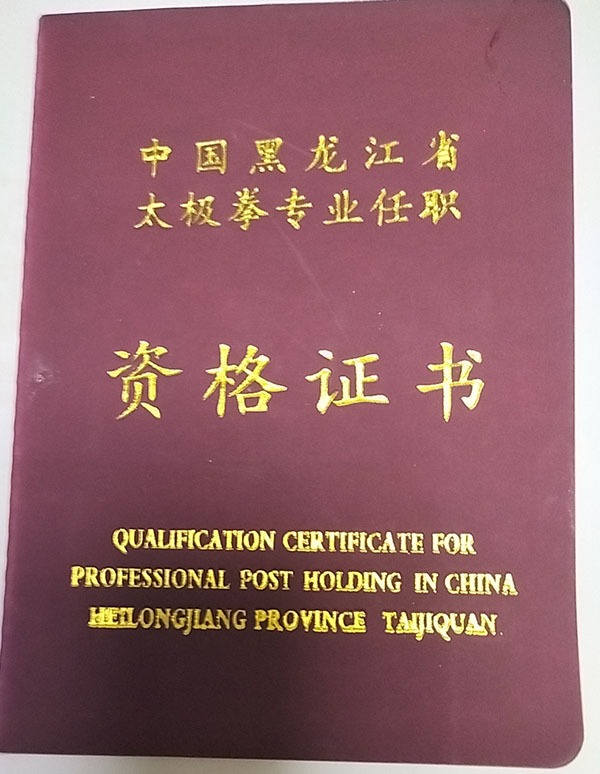 中国黑龙江省
太极拳专业任职
资格证书
QUALIFICATION CERTIFICATE FOR
PROFESSIONAL POST HOLDING IN CHINA
HEILONGJIANG PROVINCE TAIJIQUAN